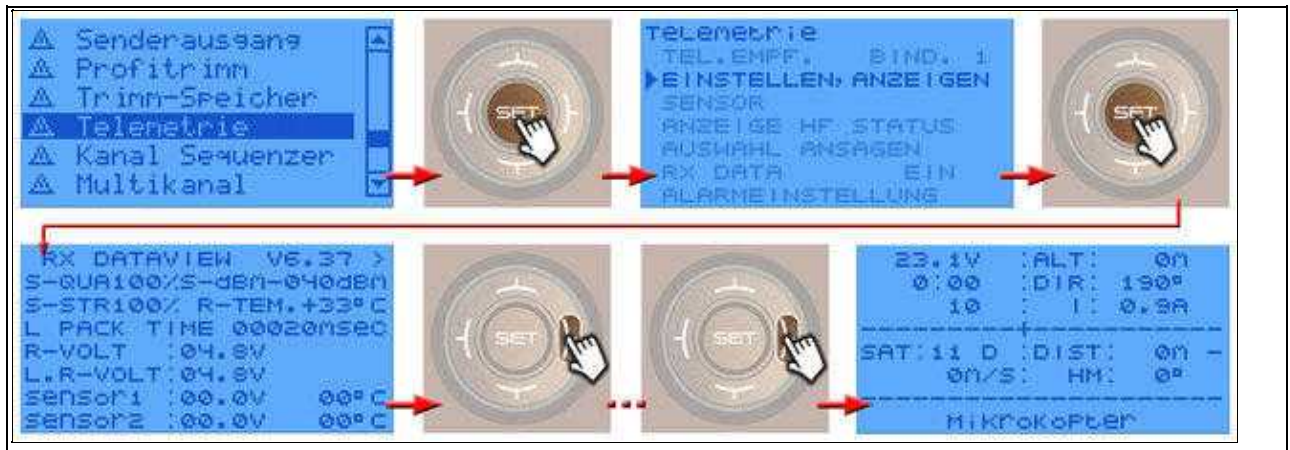 Senderausgang
Profitrimm
Trimm-Speicher
Telemetrie
Kanal Sequenzer
Multikanal
SET
Telemetrie
TEL.EMPF. BIND. 1
EINSTELLEN, ANZEIGEN
SENSOR
ANZEIGE HF STATUS
AUSWAHL ANSAGEN
RX DATA EIN
ALARMEINSTELLUNG
SET
RX DATAVIEW V6.37 >
S-QUA100%S-dBm-040dBm
S-STR100% R-TEM.+33°C
L PACK TIME 00020msec
R-VOLT :04.8V
L.R-VOLT:04.8V
Sensor1 :00.0V 00°C
Sensor2 :00.0V 00°C
SET
SET
23.1V :ALT: 0m
0:00 :DIR: 190°
10 : I: 0.9A
SAT:11 D :DIST: 0m -
0m/s: HM: 0°
MikroKopter